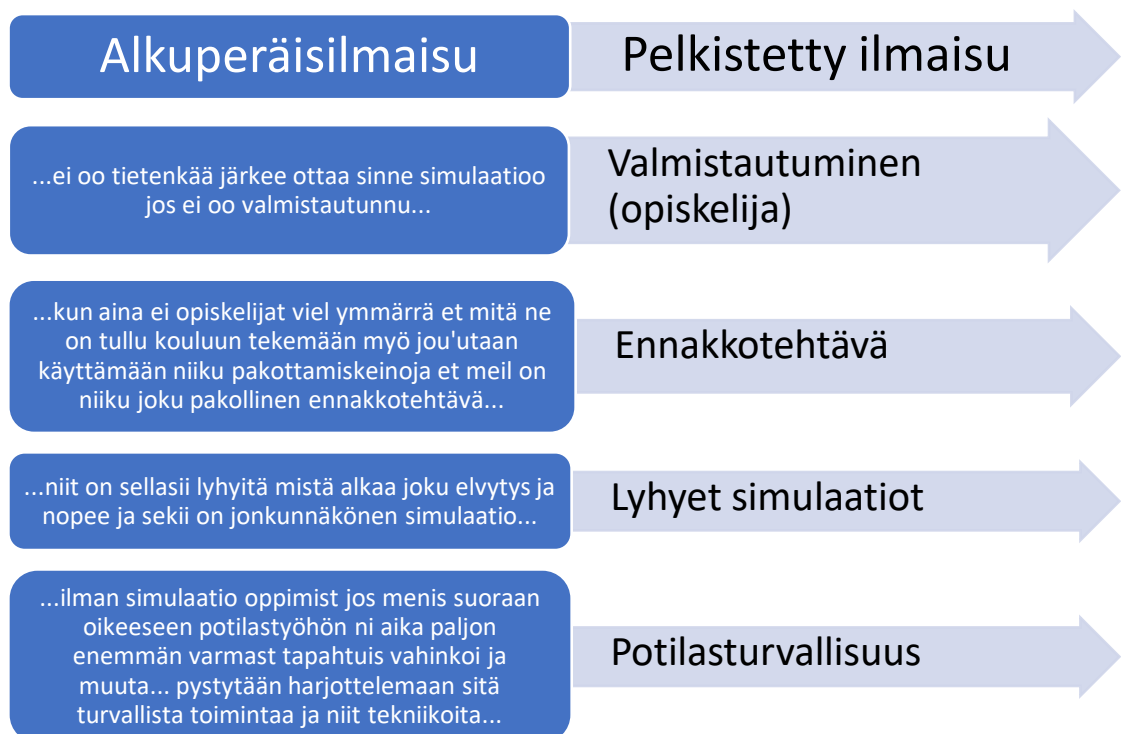 Alkuperäisilmaisu
Pelkistetty ilmaisu
...ei oo tietenkää järkee ottaa sinne simulaatioo
jos ei oo valmistautunnu...
Valmistautuminen
(opiskelija)
...kun aina ei opiskelijat viel ymmärrä et mitä ne
on tullu kouluun tekemään myö jou'utaan
käyttämään niiku pakottamiskeinoja et meil on
niiku joku pakollinen ennakkotehtävä...
Ennakkotehtävä
...niit on sellasii lyhyitä mistä alkaa joku elvytys ja
nopee ja sekii on jonkunnäkönen simulaatio...
Lyhyet simulaatiot
...ilman simulaatio oppimist jos menis suoraan
oikeeseen potilastyöhön ni aika paljon
enemmän varmast tapahtuis vahinkoi ja
muuta... pystytään harjottelemaan sitä
turvallista toimintaa ja niit tekniikoita...
Potilasturvallisuus